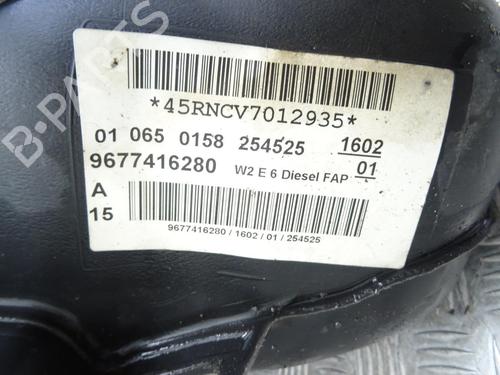 B-PARTS
*45RNCV7012935*
01 065 0158 254525 1602
9677416280 W2 E 6 Diesel FAP 01
A
15
9677416280 / 1602 / 01 / 254525